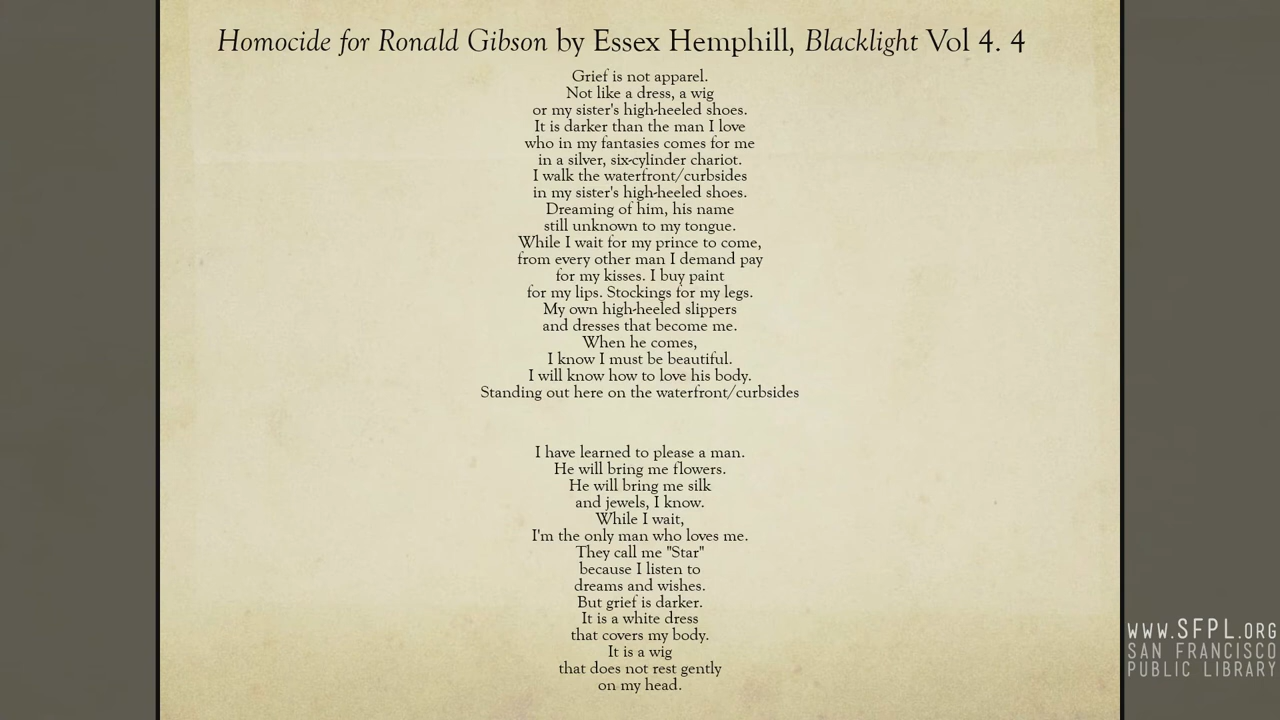 Homocide for Ronald Gibson by Essex Hemphill, Blacklight Vol 4. 4
Grief is not apparel.
Not like a dress, a wig
or my sister's high-heeled shoes.
It is darker than the man I love
who in my fantasies comes for me
in a silver, six-cylinder chariot.
I walk the waterfront/curbsides
in my sister's high-heeled shoes.
Dreaming of him, his name
still unknown to my tongue.
While I wait for my prince to come,
from every other man I demand pay
for my kisses. I buy paint
for my lips. Stockings for my legs.
My own high-heeled slippers
and dresses that become me.
When he comes,
I know I must be beautiful.
I will know how to love his body.
Standing out here on the waterfront/curbsides
I have learned to please a man.
He will bring me flowers.
He will bring me silk
and jewels, I know.
While I wait,
I'm the only man who loves me.
They call me "Star"
because I listen to
dreams and wishes.
But grief is darker.
It is a white dress
that covers my body.
It is a wig
that does not rest gently
on my head.
www.SFPL.ORG
SAN FRANCISCO
PUBLIC LIBRARY